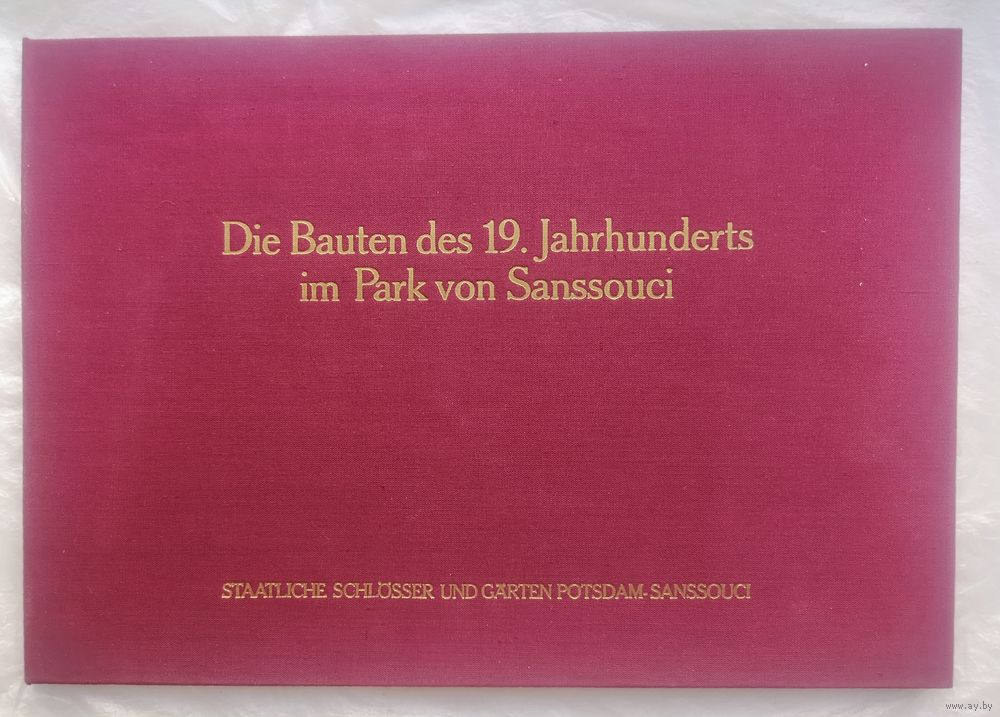 Die Bauten des 19. Jahrhunderts
im Park von Sanssouci
STAATLICHE SCHLÖSSER UND GÄRTEN POTSDAM-SANSSOUCI
www.ay.by